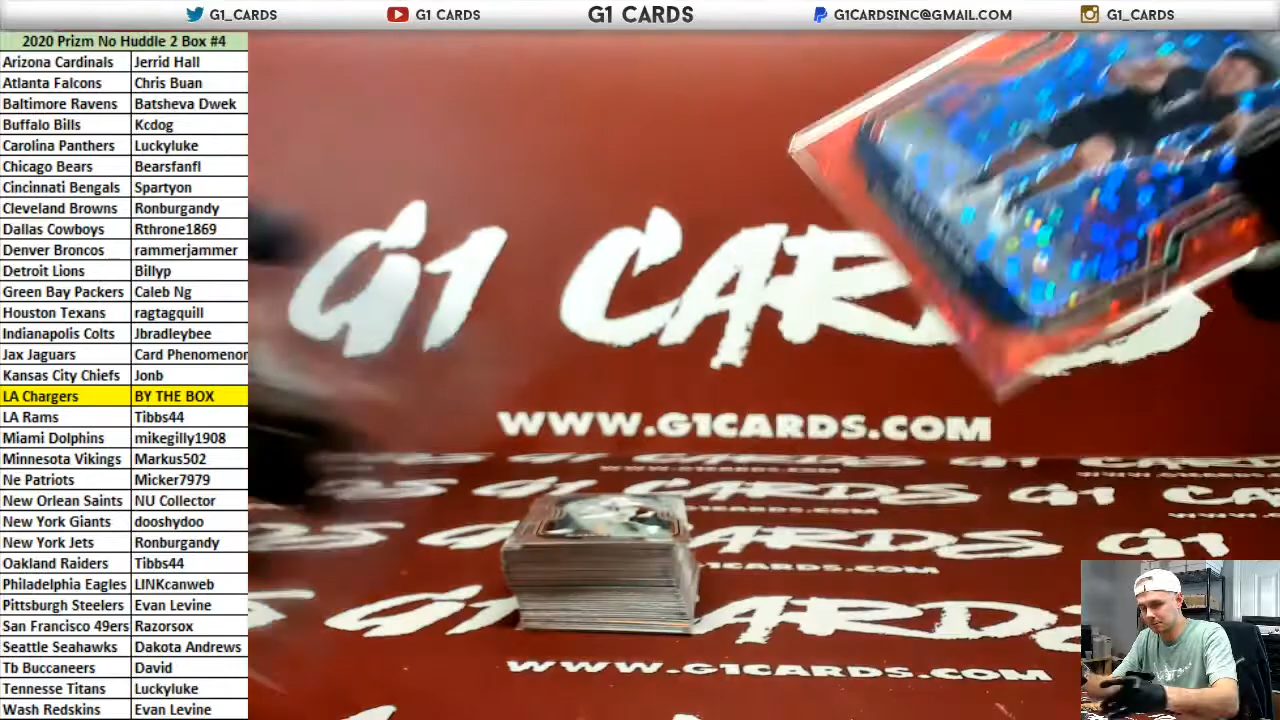 G1_CARDS
G1 CARDS
G1 CARDS
G1CARDSINC@GMAIL.COM
G1_CARDS
2020 Prizm No Huddle 2 Box #4
Arizona Cardinals Jerrid Hall
Atlanta Falcons Chris Buan
Baltimore Ravens Batsheva Dwek
Buffalo Bills Kcdog
Carolina Panthers Luckyluke
Chicago Bears Bearsfanfl
Cincinnati Bengals Spartyon
Cleveland Browns Ronburgandy
Dallas Cowboys Rthrone1869
Denver Broncos rammerjammer
Detroit Lions Billyp
Green Bay Packers Caleb Ng
Houston Texans ragtagquill
Indianapolis Colts Jbradleybee
Jax Jaguars Card Phenomenon
Kansas City Chiefs Jonb
LA Chargers BY THE BOX
LA Rams Tibbs44
Miami Dolphins mikegilly1908
Minnesota Vikings Markus502
Ne Patriots Micker7979
New Orlean Saints NU Collector
New York Giants dooshydoo
New York Jets Ronburgandy
Oakland Raiders Tibbs44
Philadelphia Eagles LINKcanweb
Pittsburgh Steelers Evan Levine
San Francisco 49ers Razorsox
Seattle Seahawks Dakota Andrews
Tb Buccaneers David
Tennesse Titans Luckyluke
Wash Redskins Evan Levine
G1 CARDS
WWW.G1CARDS.COM
G1 CARDS
G1 CARDS
WWW.G1CARDS.COM